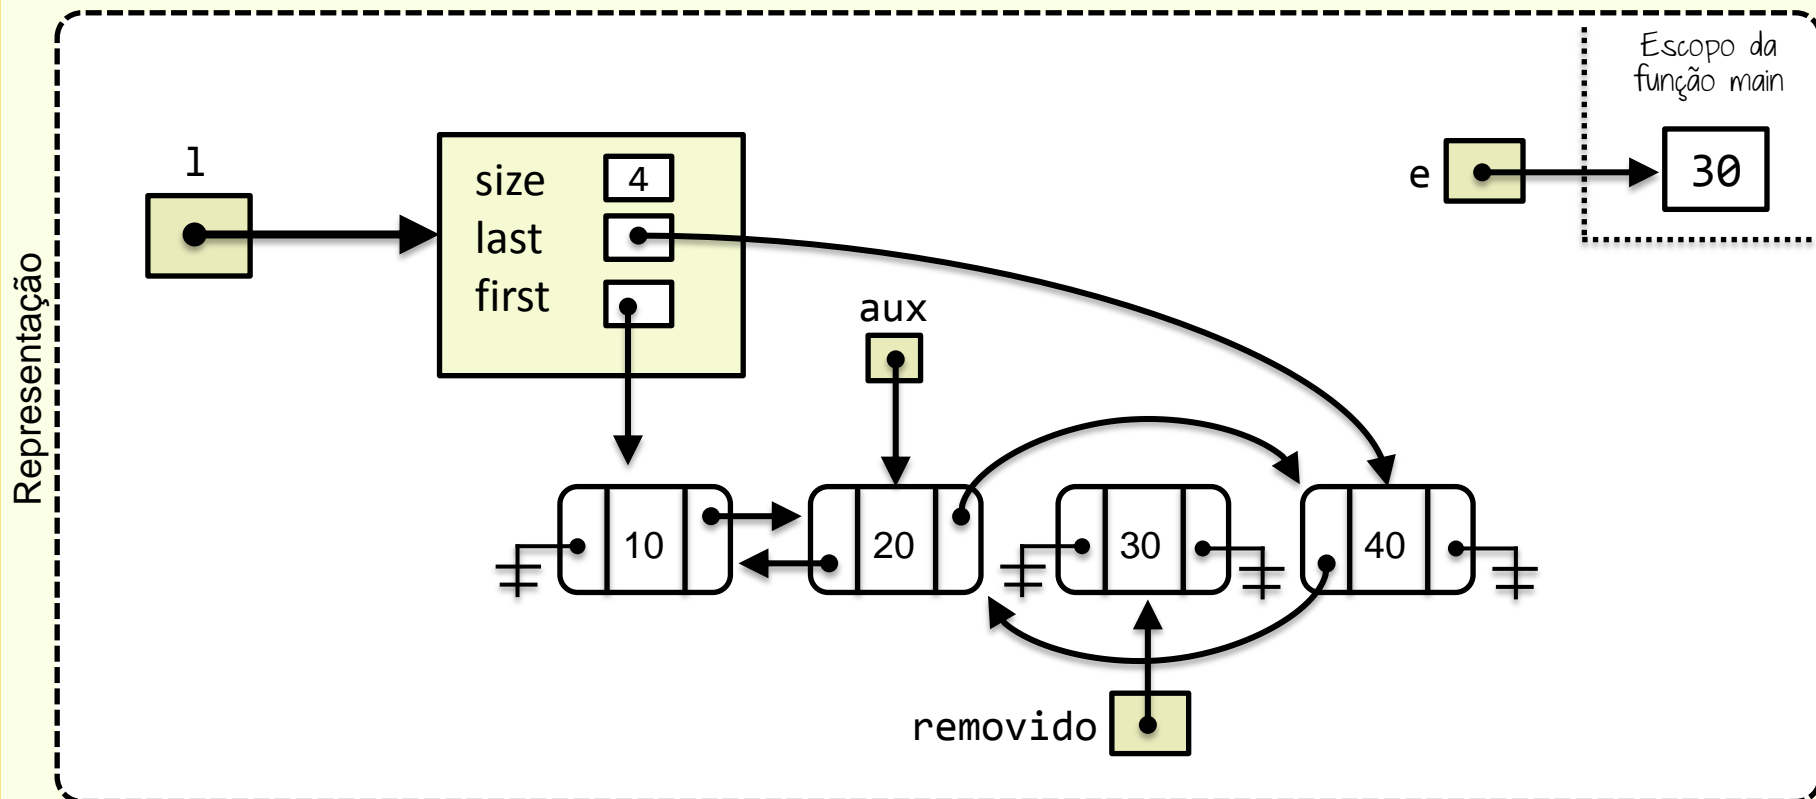 Representação
Escopo da
função main
l
size 4
last
first
e
30
aux
10
20
30
40
removido